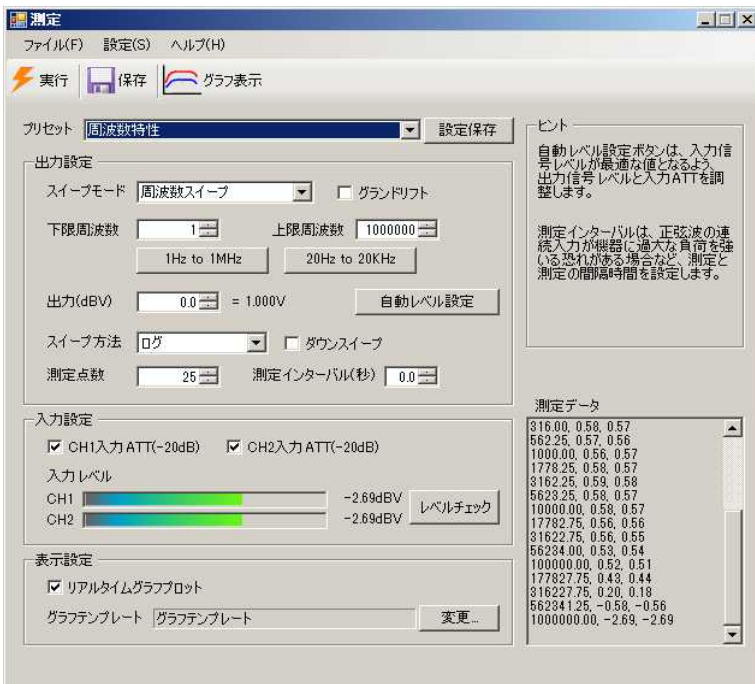 測定
ファイル(F) 設定(S) ヘルプ(H)
実行 保存 グラフ表示
プリセット 周波数特性 設定保存
出力設定
スイープモード 周波数スイープ グランドリフト
下限周波数 1 上限周波数 1000000
1Hz to 1MHz 20Hz to 20KHz
出力(dBV) 0.0 = 1.000V 自動レベル設定
スイープ方法 ログ ダウンスイープ
測定点数 25 測定インターバル(秒) 0.0
入力設定
CH1入力ATT(-20dB) CH2入力ATT(-20dB)
入力レベル
CH1 -2.69dBV
CH2 -2.69dBV
レベルチェック
表示設定
リアルタイムグラフプロット
グラフテンプレート グラフテンプレート 変更...
ヒント
自動レベル設定ボタンは、入力信
号レベルが最適な値となるよう、
出力信号レベルと入力ATTを調
整します。
測定インターバルは、正弦波の連
続入力が機器に過大な負荷を強
いる恐れがある場合など、測定と
測定の間隔時間を設定します。
測定データ
316.00, 0.58, 0.57
562.25, 0.57, 0.56
1000.00, 0.56, 0.57
1778.25, 0.58, 0.57
3162.25, 0.59, 0.58
5623.25, 0.58, 0.57
10000.00, 0.58, 0.57
17782.75, 0.56, 0.56
31622.75, 0.56, 0.55
56234.00, 0.53, 0.54
100000.00, 0.52, 0.51
177827.75, 0.43, 0.44
316227.75, 0.20, 0.18
562341.25, -0.58, -0.56
1000000.00, -2.69, -2.69